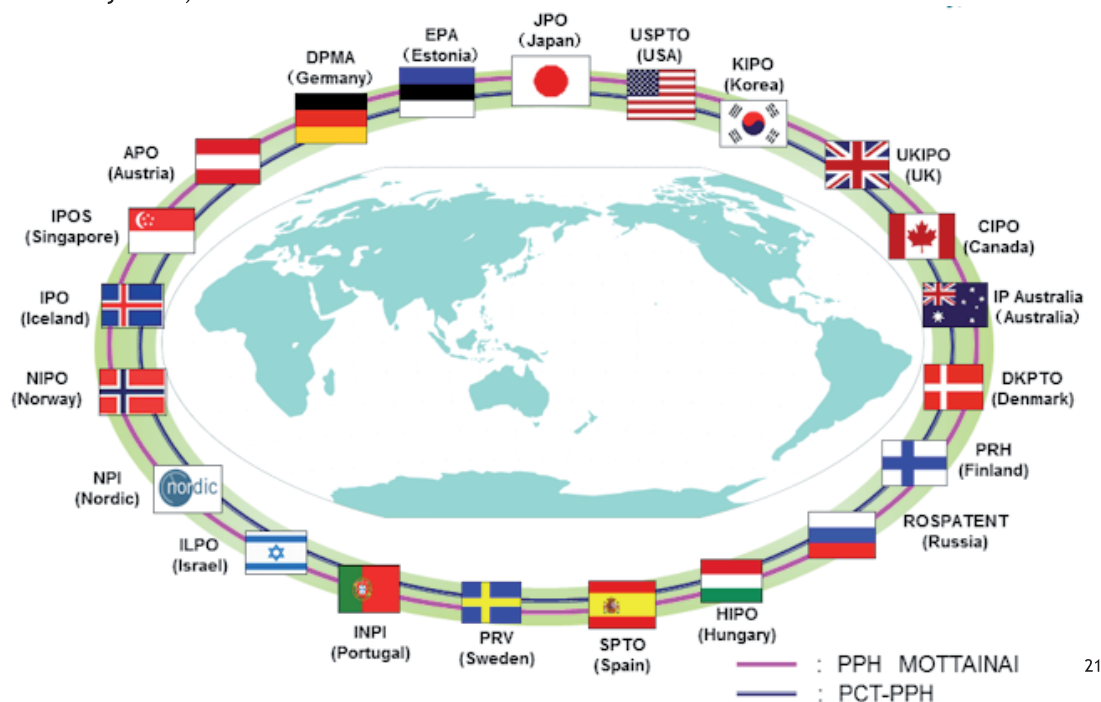 JPO
(Japan)
USPTO
(USA)
KIPO
(Korea)
UKIPO
(UK)
CIPO
(Canada)
IP Australia
(Australia)
DKPTO
(Denmark)
PRH
(Finland)
ROSPATENT
(Russia)
HIPO
(Hungary)
SPTO
(Spain)
PRV
(Sweden)
INPI
(Portugal)
ILPO
(Israel)
NPI
(Nordic)
nordic
NIPO
(Norway)
IPO
(Iceland)
IPOS
(Singapore)
APO
(Austria)
DPMA
(Germany)
EPA
(Estonia)
: PPH MOTTAINAI
: PCT-PPH
21